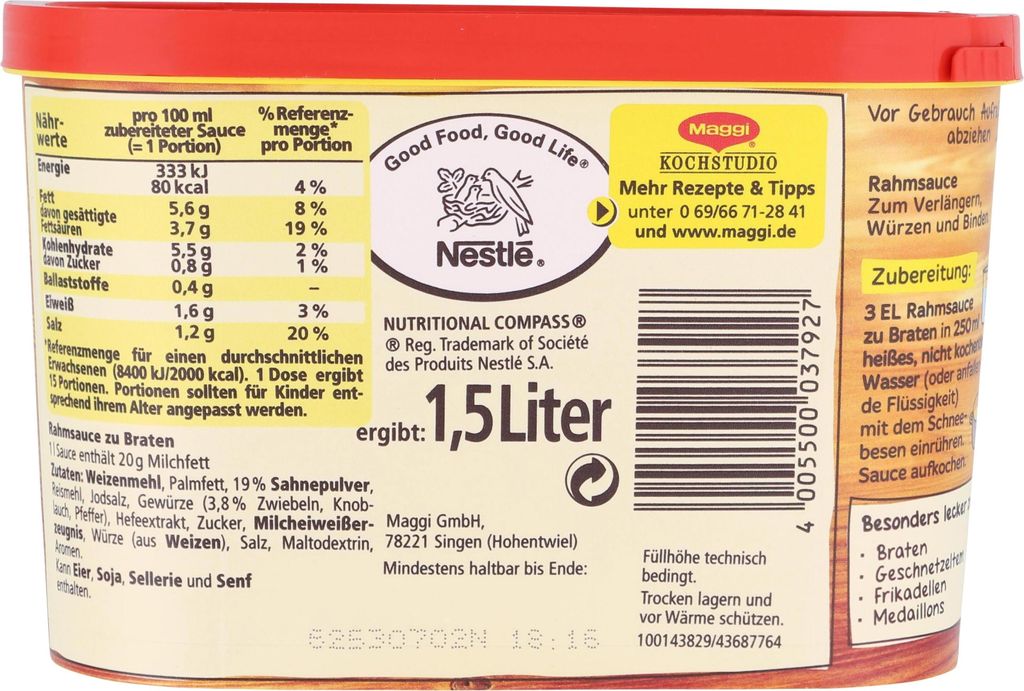 Nähr-
werte
pro 100 ml
zubereiteter Sauce
(= 1 Portion)
% Referenz-
menge*
pro Portion
Energie 333 kJ
80 kcal 4 %
Fett 5,6 g 8 %
davon gesättigte
Fettsäuren 3,7 g 19 %
Kohlenhydrate 5,5 g 2 %
davon Zucker 0,8 g 1 %
Ballaststoffe 0,4 g –
Eiweiß 1,6 g 3 %
Salz 1,2 g 20 %
*Referenzmenge für einen durchschnittlichen
Erwachsenen (8400 kJ/2000 kcal). 1 Dose ergibt
15 Portionen. Portionen sollten für Kinder ent-
sprechend ihrem Alter angepasst werden.
Rahmsauce zu Braten
1 l Sauce enthält 20 g Milchfett
Zutaten: Weizenmehl, Palmfett, 19 % Sahnepulver,
Reismehl, Jodsalz, Gewürze (3,8 % Zwiebeln, Knob-
lauch, Pfeffer), Hefeextrakt, Zucker, Milcheiweißer-
zeugnis, Würze (aus Weizen), Salz, Maltodextrin,
Aromen.
Kann Eier, Soja, Sellerie und Senf
enthalten.
Good Food, Good Life®
Nestlé®
NUTRITIONAL COMPASS®
® Reg. Trademark of Société
des Produits Nestlé S.A.
ergibt: 1,5 Liter
Maggi GmbH,
78221 Singen (Hohentwiel)
Mindestens haltbar bis Ende:
18:16
Maggi®
KOCHSTUDIO
Mehr Rezepte & Tipps
unter 0 69/66 71-28 41
und www.maggi.de
4 005500 037927
Füllhöhe technisch
bedingt.
Trocken lagern und
vor Wärme schützen.
100143829/43687764
Vor Gebrauch
abziehen
Rahmsauce
Zum Verlängern,
Würzen und Binden
Zubereitung:
3 EL Rahmsauce
zu Braten in 250 ml
heißes, nicht
Wasser (oder
de Flüssigkeit)
mit dem Schnee-
besen einrühren.
Sauce aufkochen.
Besonders lecker
· Braten
·
· Frikadellen
· Medaillons